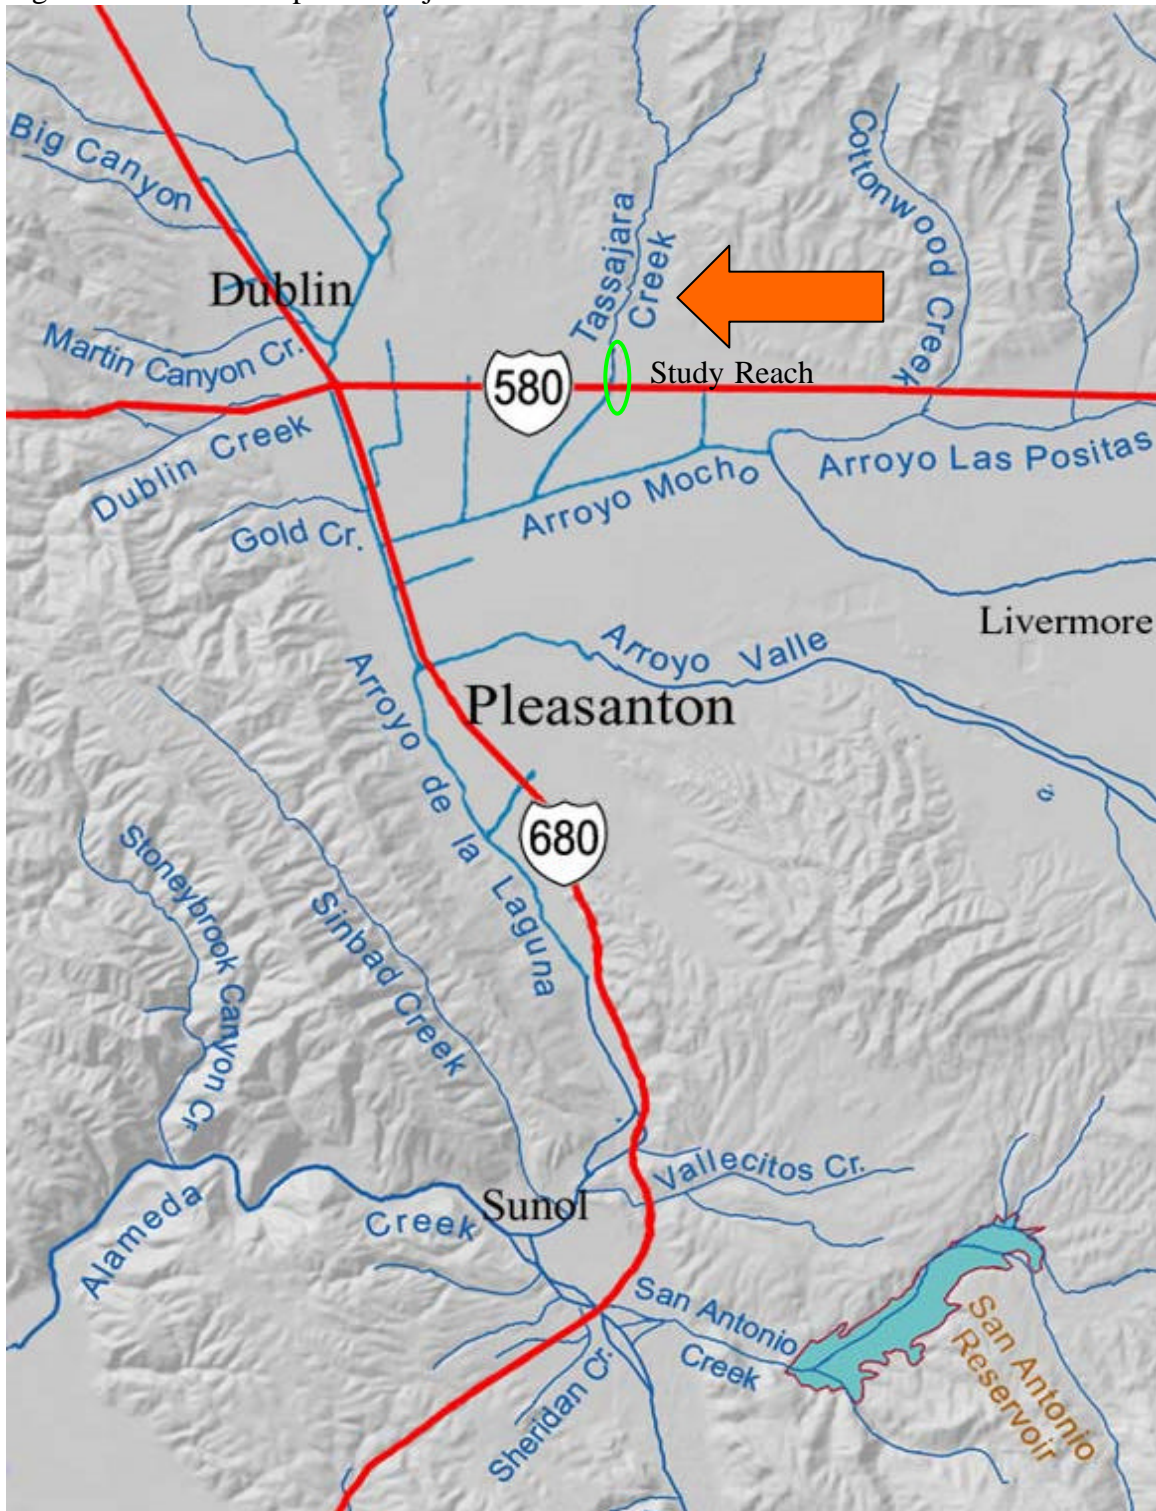 Big Canyon
Tassajara
Creek
Cottonwood Creek
Dublin
Martin Canyon Cr.
580
Study Reach
Dublin Creek
Arroyo Mocho
Arroyo Las Positas
Gold Cr.
Livermore
Arroyo Valle
Arroyo de la Laguna
Pleasanton
680
Stoneybrook Canyon Cr
Sinbad Creek
Vallecitos Cr.
Alameda
Creek
Sunol
San Antonio
Creek
San Antonio
Reservoir
Sheridan Cr.